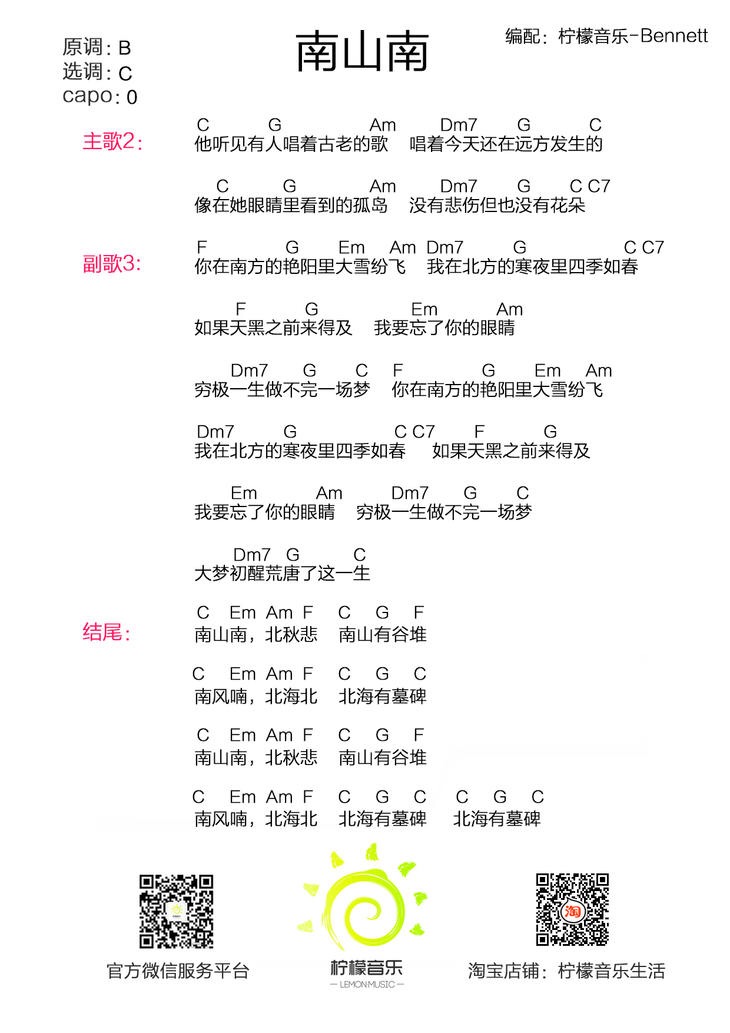 南山南
编配：柠檬音乐-Bennett
原调：B
选调：C
capo：0
C G Am Dm7 G C
主歌2：他听见有人唱着古老的歌 唱着今天还在远方发生的
C G Am Dm7 G C C7
像在她眼睛里看到的孤岛 没有悲伤但也没有花朵
F G Em Am Dm7 G C C7
副歌3：你在南方的艳阳里大雪纷飞 我在北方的寒夜里四季如春
F G Em Am
如果天黑之前来得及 我要忘了你的眼睛
Dm7 G C F G Em Am
穷极一生做不完一场梦 你在南方的艳阳里大雪纷飞
Dm7 G C C7 F G
我在北方的寒夜里四季如春 如果天黑之前来得及
Em Am Dm7 G C
我要忘了你的眼睛 穷极一生做不完一场梦
Dm7 G C
大梦初醒荒唐了这一生
C Em Am F C G F
结尾：南山南，北秋悲 南山有谷堆
C Em Am F C G C
南风喃，北海北 北海有墓碑
C Em Am F C G F
南山南，北秋悲 南山有谷堆
C Em Am F C G C C G C
南风喃，北海北 北海有墓碑 北海有墓碑
淘
官方微信服务平台
柠檬音乐
LEMON MUSIC
淘宝店铺：柠檬音乐生活